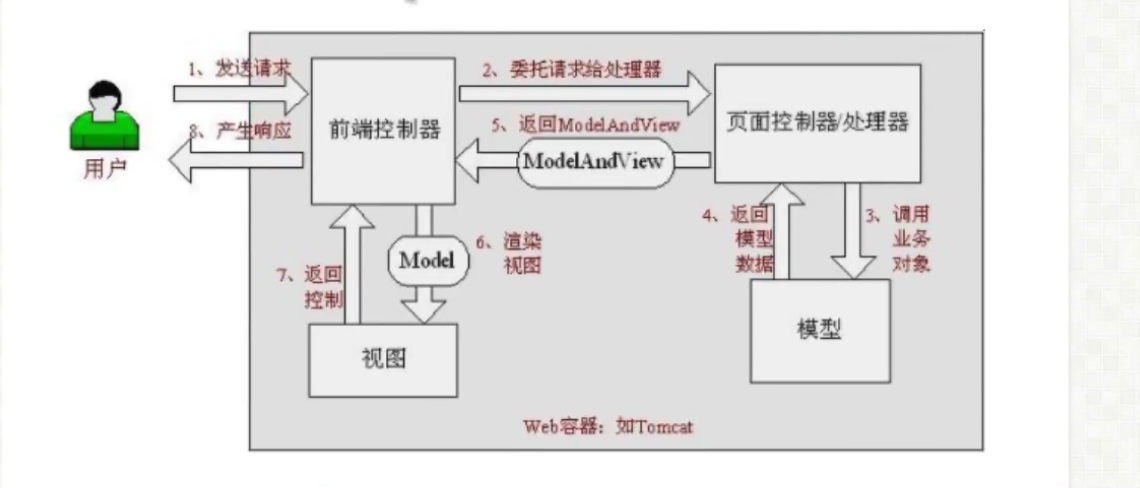 1、发送请求
2、委托请求给处理器
前端控制器
页面控制器/处理器
8、产生响应
5、返回ModelAndView
ModelAndView
用户
4、返回
模型
数据
3、调用
业务
对象
6、渲染
视图
Model
7、返回
控制
视图
模型
Web容器：如Tomcat